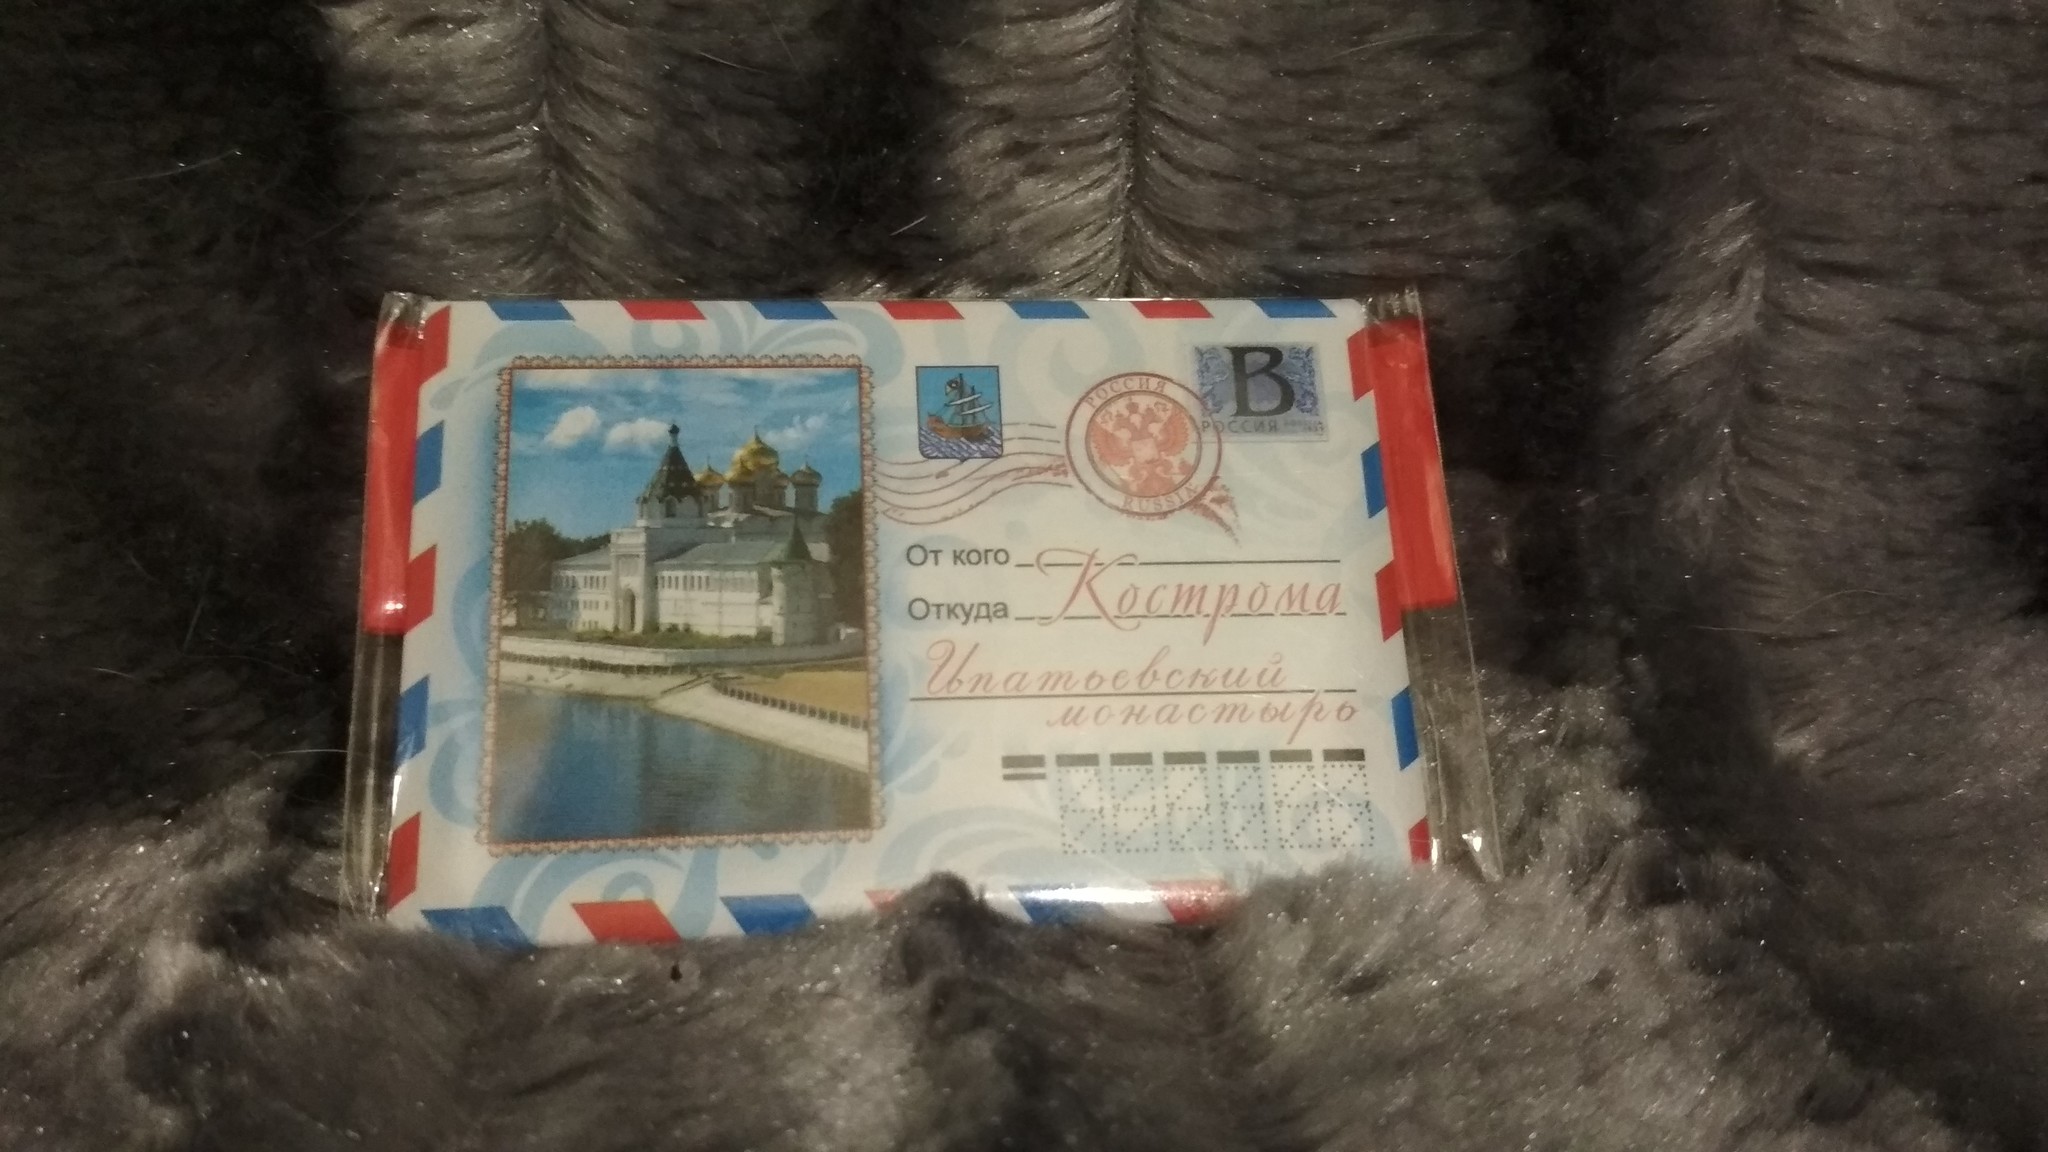 В
РОССИЯ
РОССИЯ
RUSSIA
От кого
Откуда Кострома
Ипатьевский
монастырь